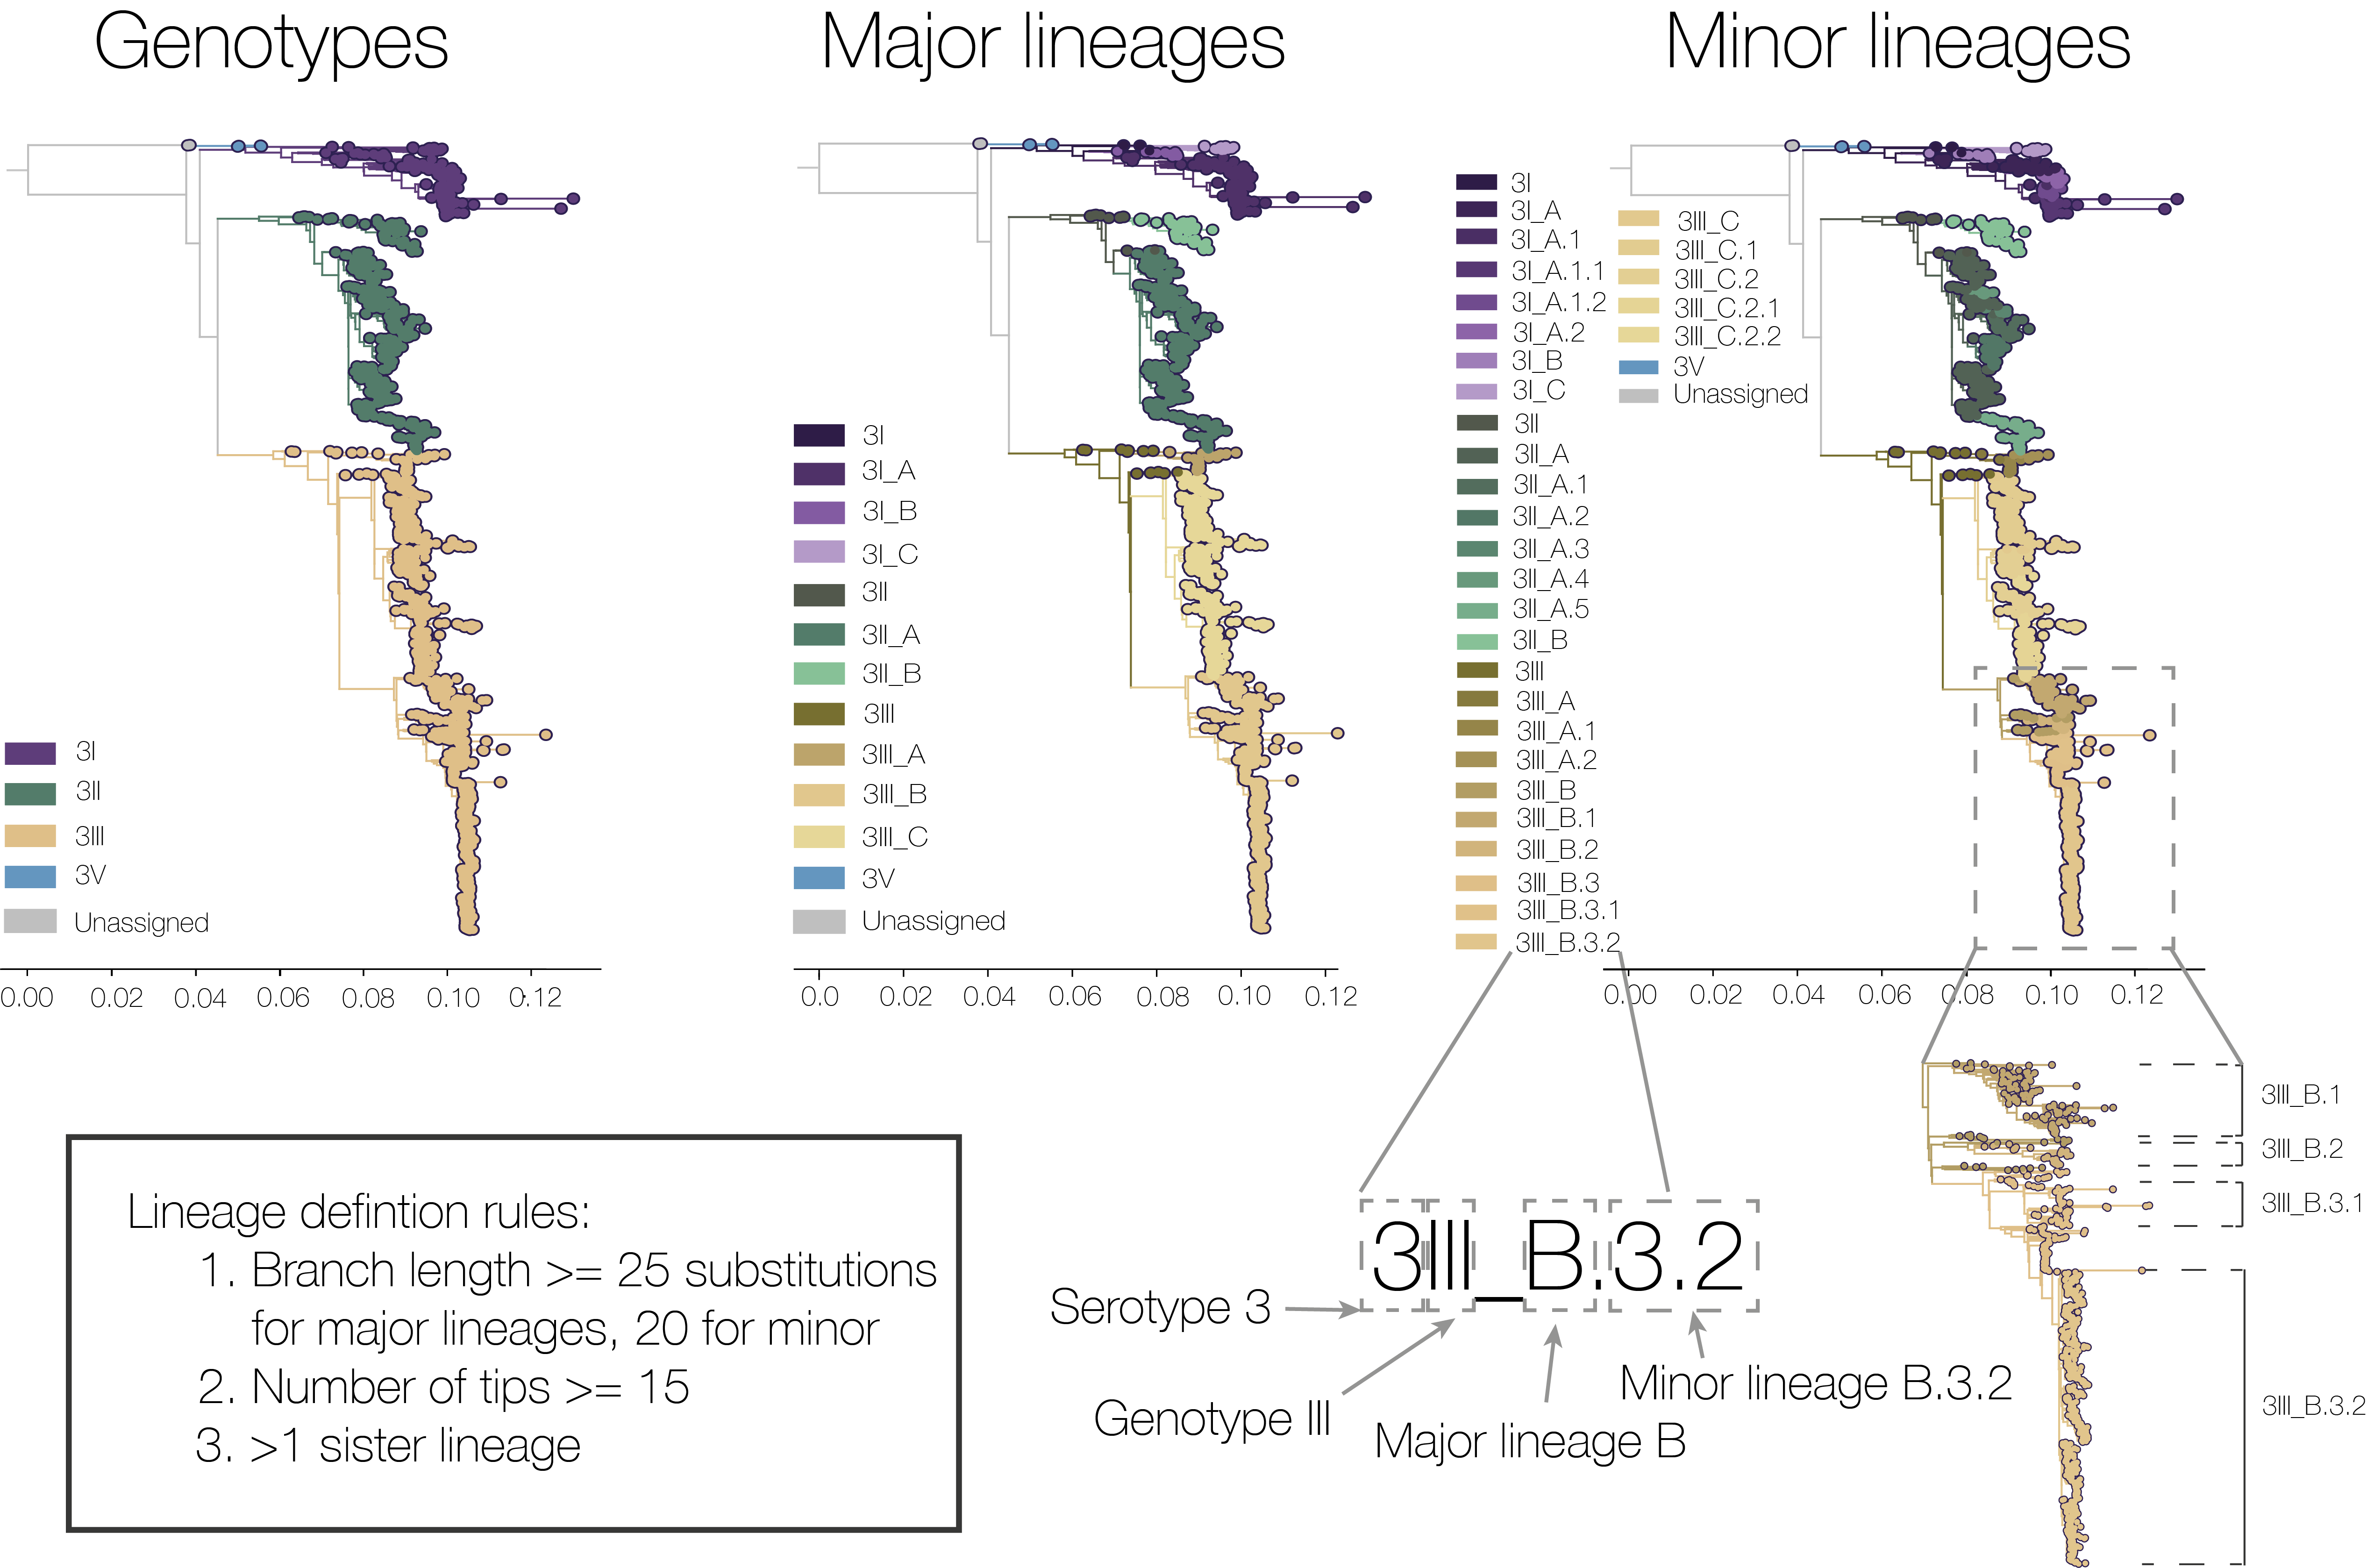 Genotypes
Major lineages
Minor lineages
3I
3II
3III
3V
Unassigned
0.00 0.02 0.04 0.06 0.08 0.10 0.12
3I
3I_A
3I_B
3I_C
3II
3II_A
3II_B
3III
3III_A
3III_B
3III_C
3V
Unassigned
0.0 0.02 0.04 0.06 0.08 0.10 0.12
3I
3I_A
3I_A.1
3I_A.1.1
3I_A.1.2
3I_A.2
3I_B
3I_C
3II
3II_A
3II_A.1
3II_A.2
3II_A.3
3II_A.4
3II_A.5
3II_B
3III
3III_A
3III_A.1
3III_A.2
3III_B
3III_B.1
3III_B.2
3III_B.3
3III_B.3.1
3III_B.3.2
3III_C
3III_C.1
3III_C.2
3III_C.2.1
3III_C.2.2
3V
Unassigned
0.00 0.02 0.04 0.06 0.08 0.10 0.12
Lineage defintion rules:
1. Branch length >= 25 substitutions
for major lineages, 20 for minor
2. Number of tips >= 15
3. >1 sister lineage
3III_B.3.2
Serotype 3
Genotype III
Major lineage B
Minor lineage B.3.2
3III_B.1
3III_B.2
3III_B.3.1
3III_B.3.2